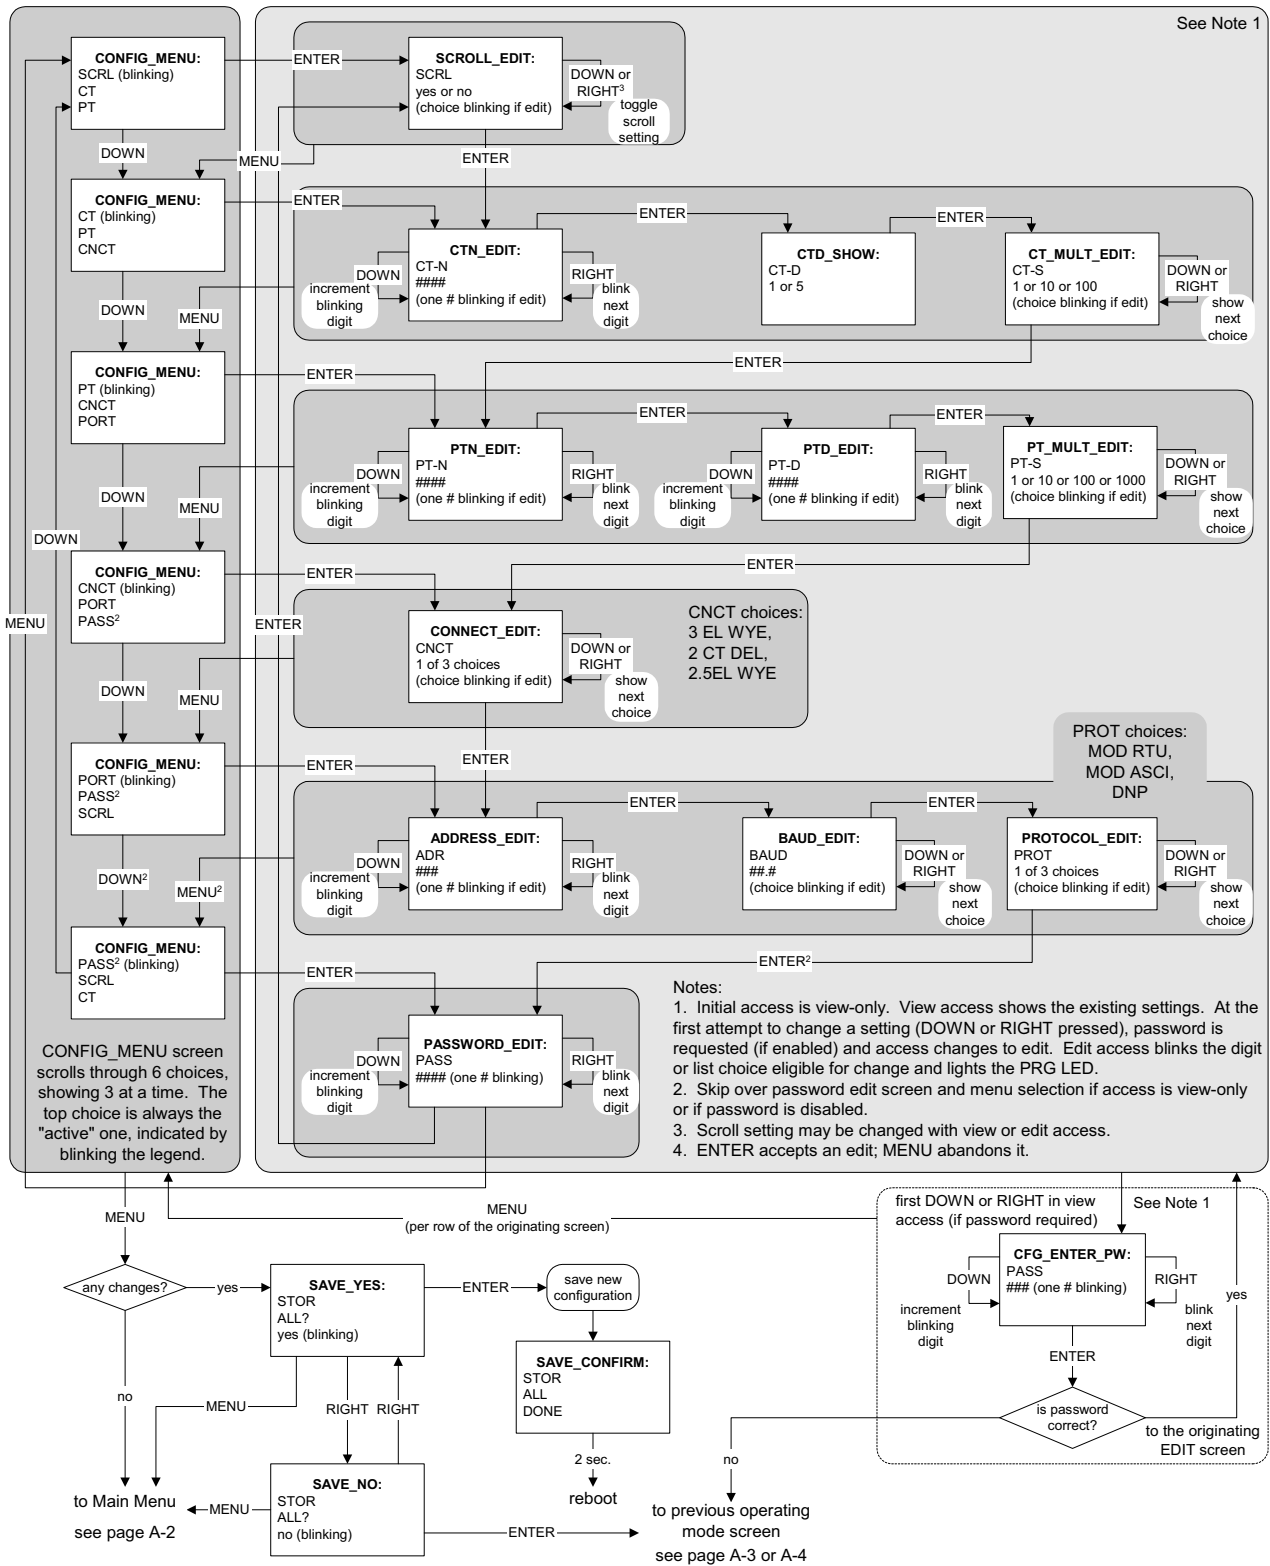 See Note 1
CONFIG_MENU:
SCRL (blinking)
CT
PT
ENTER
SCROLL_EDIT:
SCRL
yes or no
(choice blinking if edit)
DOWN or
RIGHT³
toggle
scroll
setting
DOWN
MENU
ENTER
CONFIG_MENU:
CT (blinking)
PT
CNCT
ENTER
CTN_EDIT:
CT-N
####
(one # blinking if edit)
DOWN
increment
blinking
digit
RIGHT
blink
next
digit
ENTER
CTD_SHOW:
CT-D
1 or 5
ENTER
CT_MULT_EDIT:
CT-S
1 or 10 or 100
(choice blinking if edit)
DOWN or
RIGHT
show
next
choice
DOWN
MENU
ENTER
CONFIG_MENU:
PT (blinking)
CNCT
PORT
ENTER
PTN_EDIT:
PT-N
####
(one # blinking if edit)
DOWN
increment
blinking
digit
RIGHT
blink
next
digit
ENTER
PTD_EDIT:
PT-D
####
(one # blinking if edit)
DOWN
increment
blinking
digit
RIGHT
blink
next
digit
ENTER
PT_MULT_EDIT:
PT-S
1 or 10 or 100 or 1000
(choice blinking if edit)
DOWN or
RIGHT
show
next
choice
DOWN
MENU
DOWN
ENTER
CONFIG_MENU:
CNCT (blinking)
PORT
PASS²
ENTER
MENU
ENTER
CONNECT_EDIT:
CNCT
1 of 3 choices
(choice blinking if edit)
DOWN or
RIGHT
show
next
choice
CNCT choices:
3 EL WYE,
2 CT DEL,
2.5EL WYE
DOWN
MENU
ENTER
CONFIG_MENU:
PORT (blinking)
PASS²
SCRL
ENTER
PROT choices:
MOD RTU,
MOD ASCI,
DNP
ADDRESS_EDIT:
ADR
###
(one # blinking if edit)
DOWN
increment
blinking
digit
RIGHT
blink
next
digit
ENTER
BAUD_EDIT:
BAUD
##.#
(choice blinking if edit)
DOWN or
RIGHT
show
next
choice
ENTER
PROTOCOL_EDIT:
PROT
1 of 3 choices
(choice blinking if edit)
DOWN or
RIGHT
show
next
choice
DOWN²
MENU²
ENTER²
CONFIG_MENU:
PASS² (blinking)
SCRL
CT
ENTER
PASSWORD_EDIT:
PASS
#### (one # blinking)
DOWN
increment
blinking
digit
RIGHT
blink
next
digit
CONFIG_MENU screen
scrolls through 6 choices,
showing 3 at a time. The
top choice is always the
"active" one, indicated by
blinking the legend.
Notes:
1. Initial access is view-only. View access shows the existing settings. At the
first attempt to change a setting (DOWN or RIGHT pressed), password is
requested (if enabled) and access changes to edit. Edit access blinks the digit
or list choice eligible for change and lights the PRG LED.
2. Skip over password edit screen and menu selection if access is view-only
or if password is disabled.
3. Scroll setting may be changed with view or edit access.
4. ENTER accepts an edit; MENU abandons it.
MENU
MENU
(per row of the originating screen)
first DOWN or RIGHT in view
access (if password required)
See Note 1
CFG_ENTER_PW:
PASS
### (one # blinking)
DOWN
increment
blinking
digit
RIGHT
blink
next
digit
yes
ENTER
is password
correct?
to the originating
EDIT screen
no
to previous operating
mode screen
see page A-3 or A-4
any changes?
yes
no
SAVE_YES:
STOR
ALL?
yes (blinking)
ENTER
save new
configuration
SAVE_CONFIRM:
STOR
ALL
DONE
2 sec.
reboot
MENU
RIGHT
RIGHT
SAVE_NO:
STOR
ALL?
no (blinking)
MENU
ENTER
to Main Menu
see page A-2